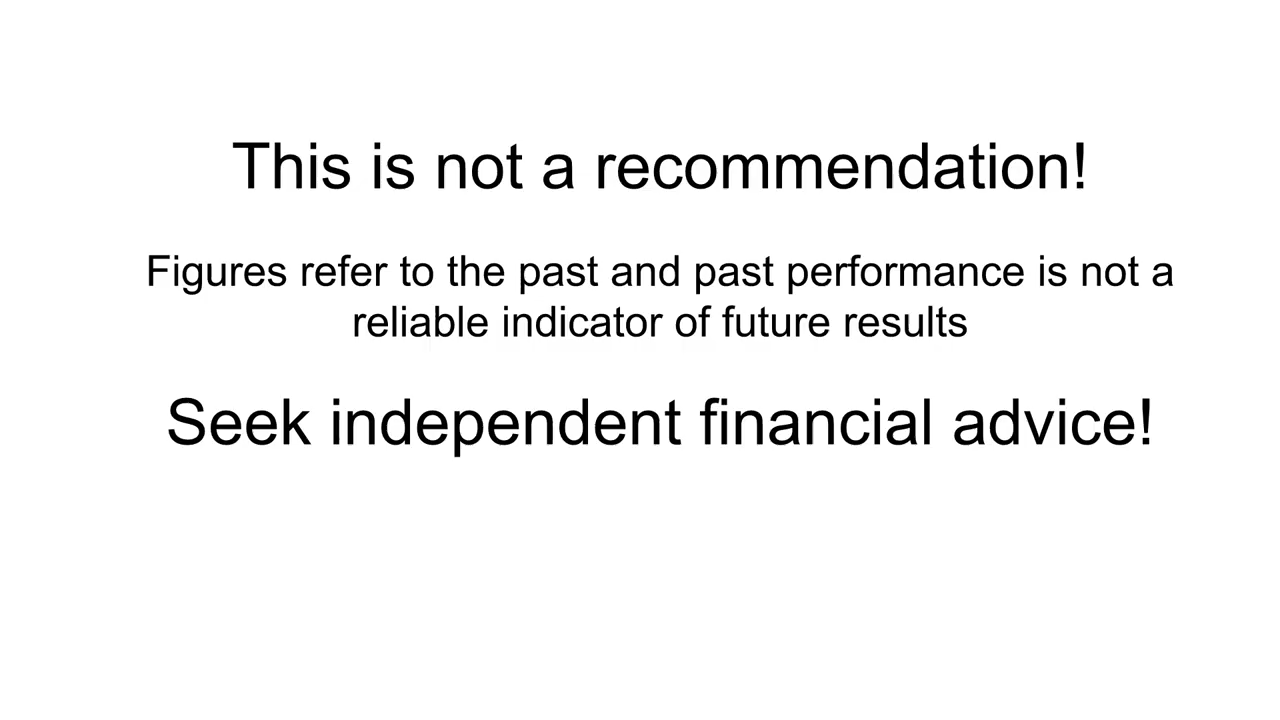 This is not a recommendation!
Figures refer to the past and past performance is not a
reliable indicator of future results
Seek independent financial advice!